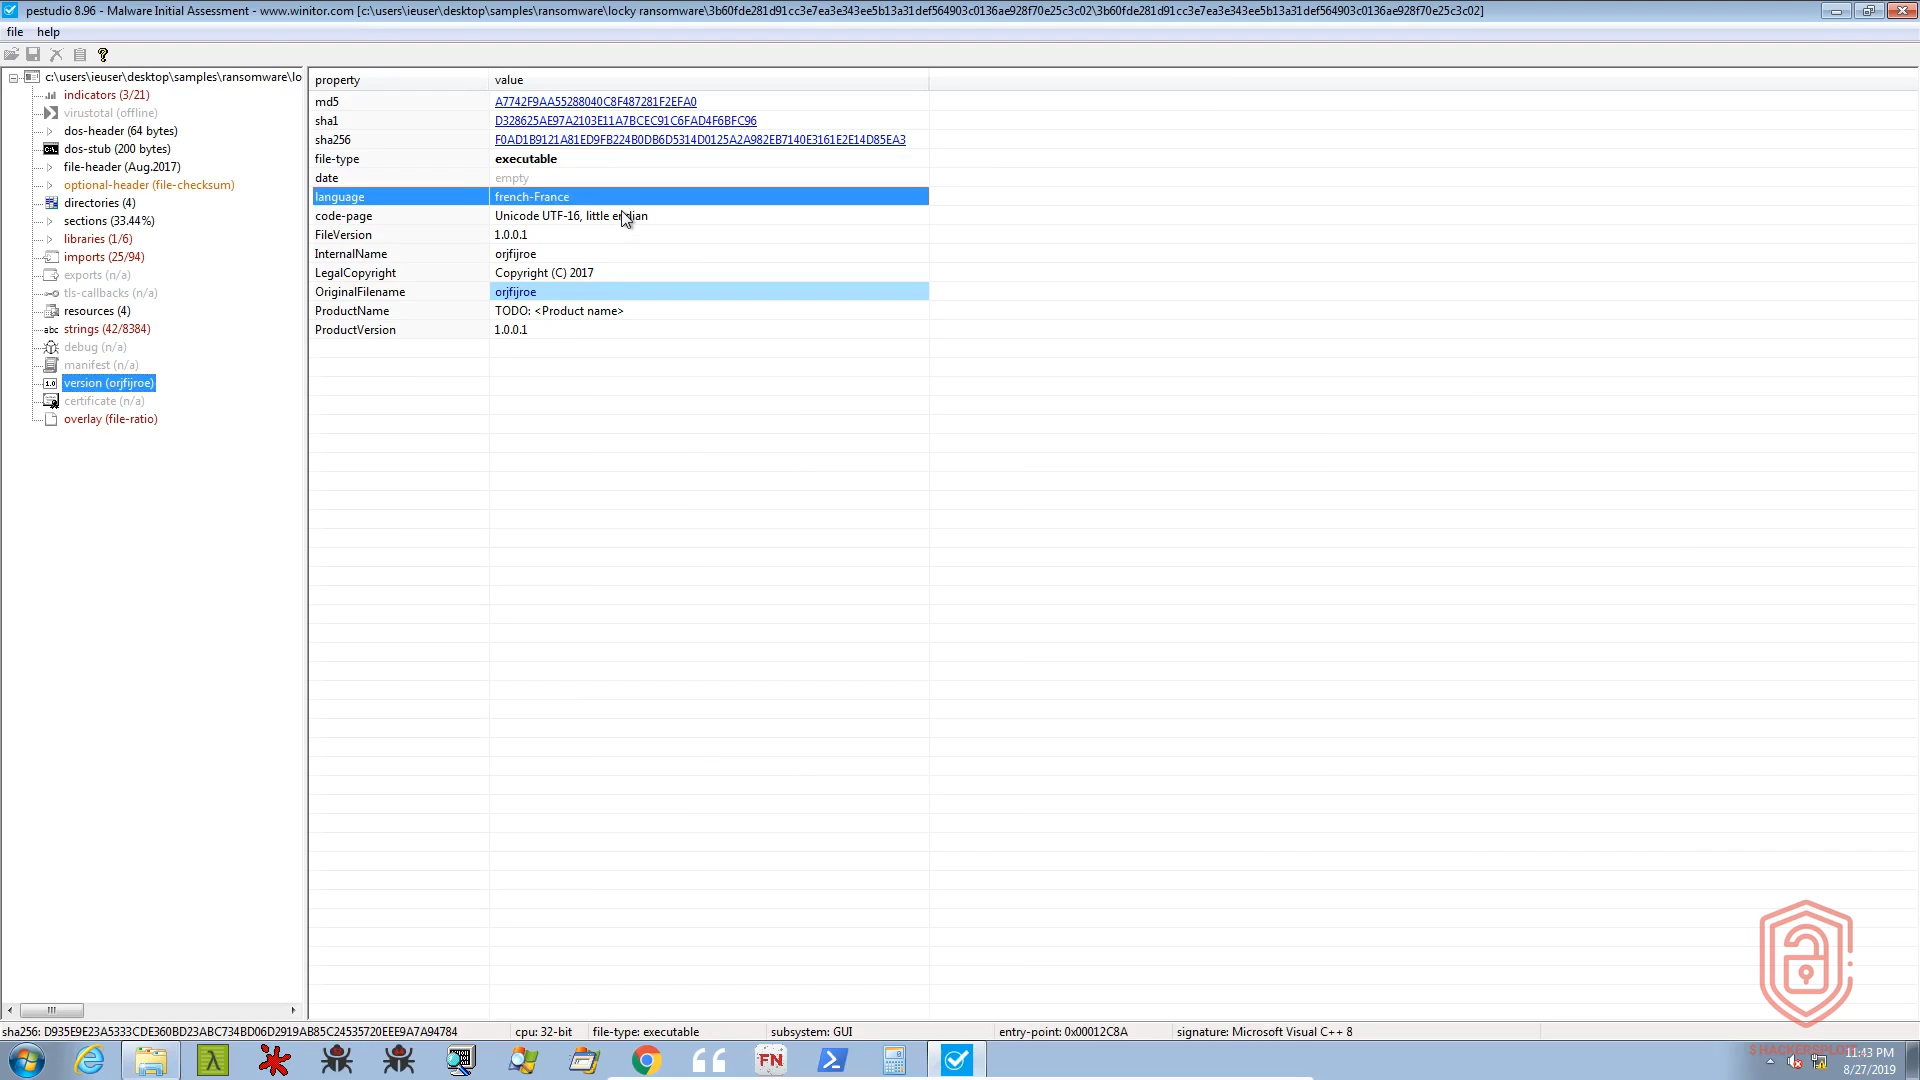 pestudio 8.96 - Malware Initial Assessment - www.winitor.com [c:\users\ieuser\desktop\samples\ransomware\locky ransomware\3b60fde281d91cc3e7ea3e343ee5b13a31def564903c0136ae928f70e25c3c02\3b60fde281d91cc3e7ea3e343ee5b13a31def564903c0136ae928f70e25c3c02]
file help
c:\users\ieuser\desktop\samples\ransomware\lo
indicators (3/21)
virustotal (offline)
dos-header (64 bytes)
dos-stub (200 bytes)
file-header (Aug.2017)
optional-header (file-checksum)
directories (4)
sections (33.44%)
libraries (1/6)
imports (25/94)
exports (n/a)
tls-callbacks (n/a)
resources (4)
abc strings (42/8384)
debug (n/a)
manifest (n/a)
1.0 version (orjfijroe)
certificate (n/a)
overlay (file-ratio)
property value
md5 A7742F9AA55288040C8F487281F2EFA0
sha1 D328625AE97A2103E11A7BCEC91C6FAD4F6BFC96
sha256 F0AD1B9121A81ED9FB224B0DB6D5314D0125A2A982EB7140E3161E2E14D85EA3
file-type executable
date empty
language french-France
code-page Unicode UTF-16, little endian
FileVersion 1.0.0.1
InternalName orjfijroe
LegalCopyright Copyright (C) 2017
OriginalFilename orjfijroe
ProductName TODO: <Product name>
ProductVersion 1.0.0.1
sha256: D935E9E23A5333CDE360BD23ABC734BD06D2919AB85C24535720EEE9A7A94784 cpu: 32-bit file-type: executable subsystem: GUI entry-point: 0x00012C8A signature: Microsoft Visual C++ 8
FN
11:43 PM
8/27/2019